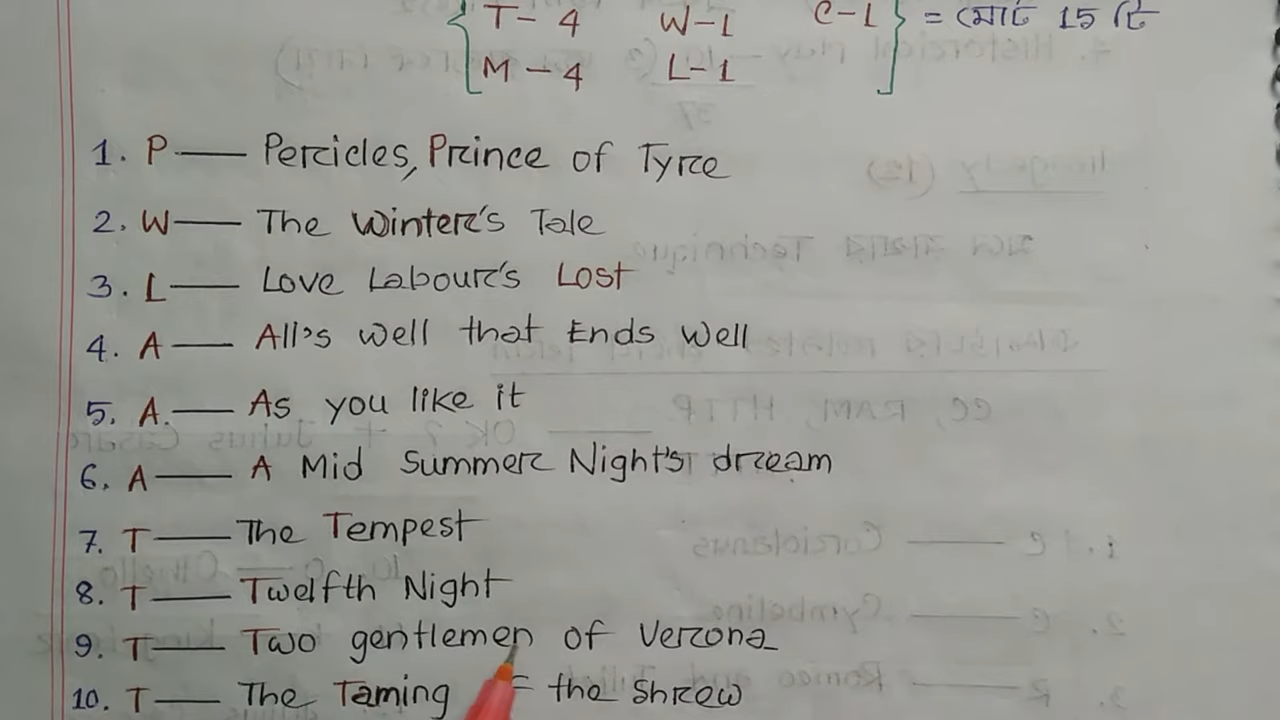 T - 4 W - 1 C - 1 = মোট 15 টি
M - 4 L - 1
1. P — Pericles, Prince of Tyre
2. W — The Winter's Tale
3. L — Love Labour's Lost
4. A — All's well that Ends Well
5. A. — As you like it
6. A — A Mid Summer Night's dream
7. T — The Tempest
8. T — Twelfth Night
9. T — Two gentlemen of Verona
10. T — The Taming the Shrew